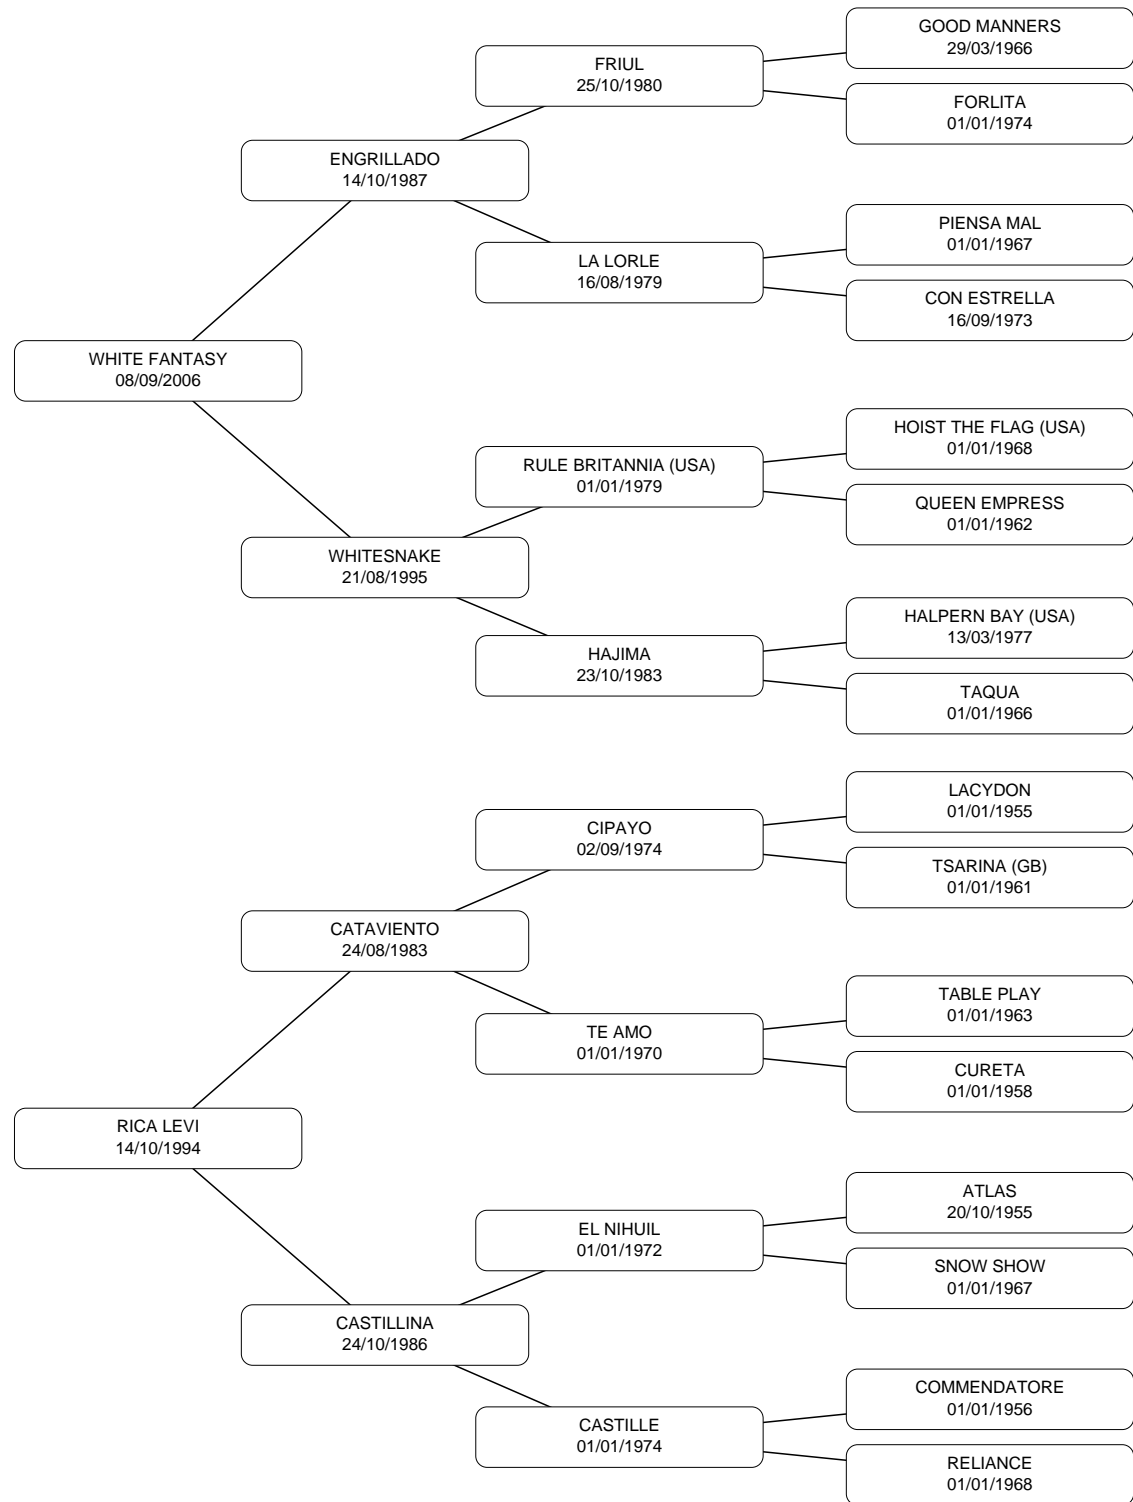 GOOD MANNERS
29/03/1966
FRIUL
25/10/1980
FORLITA
01/01/1974
ENGRILLADO
14/10/1987
PIENSA MAL
01/01/1967
LA LORLE
16/08/1979
CON ESTRELLA
16/09/1973
WHITE FANTASY
08/09/2006
HOIST THE FLAG (USA)
01/01/1968
RULE BRITANNIA (USA)
01/01/1979
QUEEN EMPRESS
01/01/1962
WHITESNAKE
21/08/1995
HALPERN BAY (USA)
13/03/1977
HAJIMA
23/10/1983
TAQUA
01/01/1966
LACYDON
01/01/1955
CIPAYO
02/09/1974
TSARINA (GB)
01/01/1961
CATAVIENTO
24/08/1983
TABLE PLAY
01/01/1963
TE AMO
01/01/1970
CURETA
01/01/1958
RICA LEVI
14/10/1994
ATLAS
20/10/1955
EL NIHUIL
01/01/1972
SNOW SHOW
01/01/1967
CASTILLINA
24/10/1986
COMMENDATORE
01/01/1956
CASTILLE
01/01/1974
RELIANCE
01/01/1968